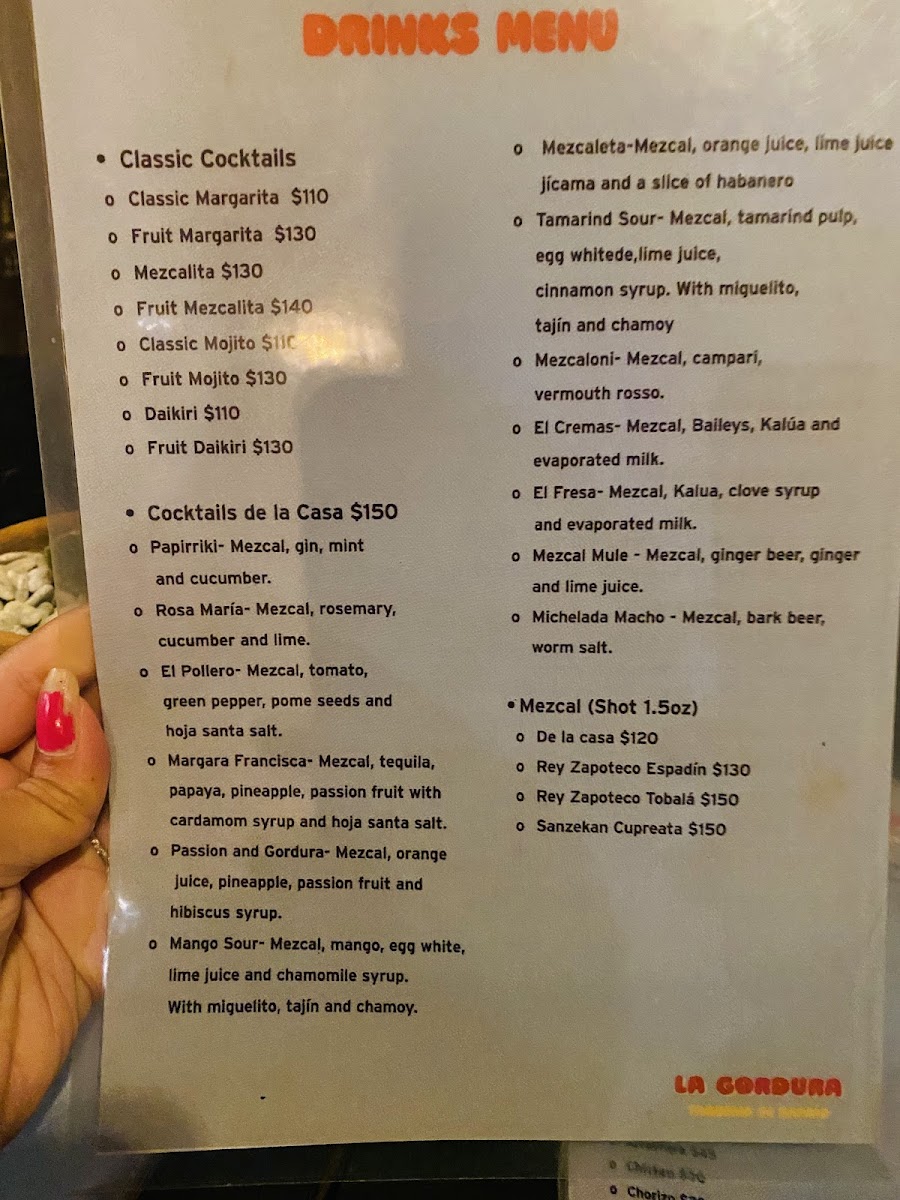 DRINKS MENU
• Classic Cocktails
o Classic Margarita $110
o Fruit Margarita $130
o Mezcalita $130
o Fruit Mezcalita $140
o Classic Mojito $110
o Fruit Mojito $130
o Daikiri $110
o Fruit Daikiri $130
• Cocktails de la Casa $150
o Papirriki- Mezcal, gin, mint
and cucumber.
o Rosa María- Mezcal, rosemary,
cucumber and lime.
o El Pollero- Mezcal, tomato,
green pepper, pome seeds and
hoja santa salt.
o Margara Francisca- Mezcal, tequila,
papaya, pineapple, passion fruit with
cardamom syrup and hoja santa salt.
o Passion and Gordura- Mezcal, orange
juice, pineapple, passion fruit and
hibiscus syrup.
o Mango Sour- Mezcal, mango, egg white,
lime juice and chamomile syrup.
With miguelito, tajín and chamoy.
o Mezcaleta-Mezcal, orange juice, lime juice
jícama and a slice of habanero
o Tamarind Sour- Mezcal, tamarind pulp,
egg whitede,lime juice,
cinnamon syrup. With miguelito,
tajín and chamoy
o Mezcaloni- Mezcal, campari,
vermouth rosso.
o El Cremas- Mezcal, Baileys, Kalúa and
evaporated milk.
o El Fresa- Mezcal, Kalua, clove syrup
and evaporated milk.
o Mezcal Mule - Mezcal, ginger beer, ginger
and lime juice.
o Michelada Macho - Mezcal, bark beer,
worm salt.
• Mezcal (Shot 1.5oz)
o De la casa $120
o Rey Zapoteco Espadín $130
o Rey Zapoteco Tobalá $150
o Sanzekan Cupreata $150
LA GORDURA
o Chicken
o Chorizo